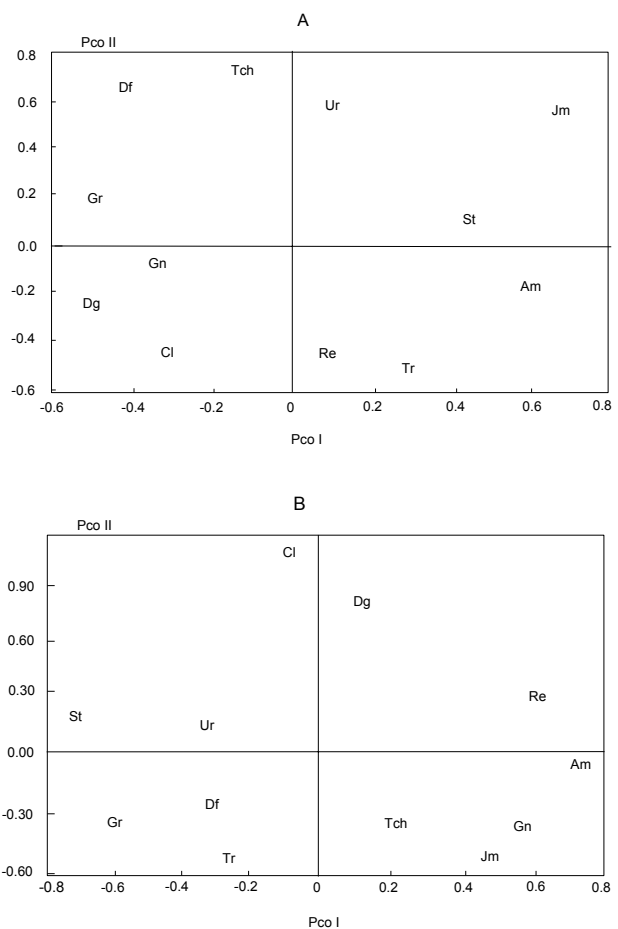 A
Pco II
0.8
Tch
Df
0.6
Ur
Jm
0.4
0.2
Gr
St
0.0
Gn
-0.2
Am
Dg
-0.4
Cl
Re
Tr
-0.6
-0.6 -0.4 -0.2 0 0.2 0.4 0.6 0.8
Pco I
B
Pco II
Cl
0.90
Dg
0.60
0.30
Re
St
Ur
0.00
Am
Df
-0.30
Gr
Tch
Gn
Tr
Jm
-0.60
-0.8 -0.6 -0.4 -0.2 0 0.2 0.4 0.6 0.8
Pco I